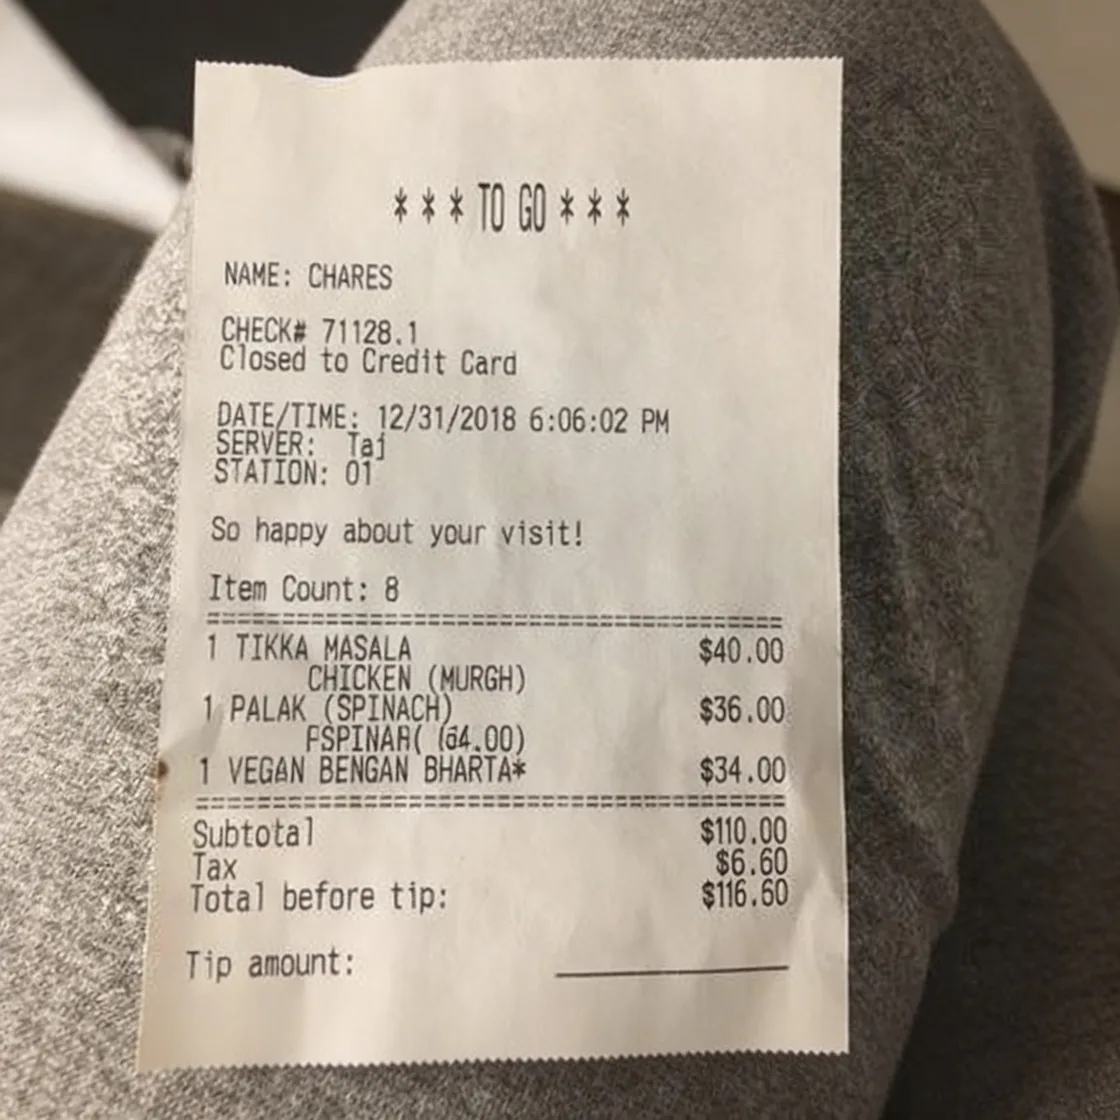 * * * TO GO * * *
NAME: CHARES
CHECK# 71128.1
Closed to Credit Card
DATE/TIME: 12/31/2018 6:06:02 PM
SERVER: Taj
STATION: 01
So happy about your visit!
Item Count: 8
1 TIKKA MASALA $40.00
CHICKEN (MURGH)
1 PALAK (SPINACH) $36.00
1 VEGAN BENGAN BHARTA* $34.00
Subtotal $110.00
Tax $6.60
Total before tip: $116.60
Tip amount: